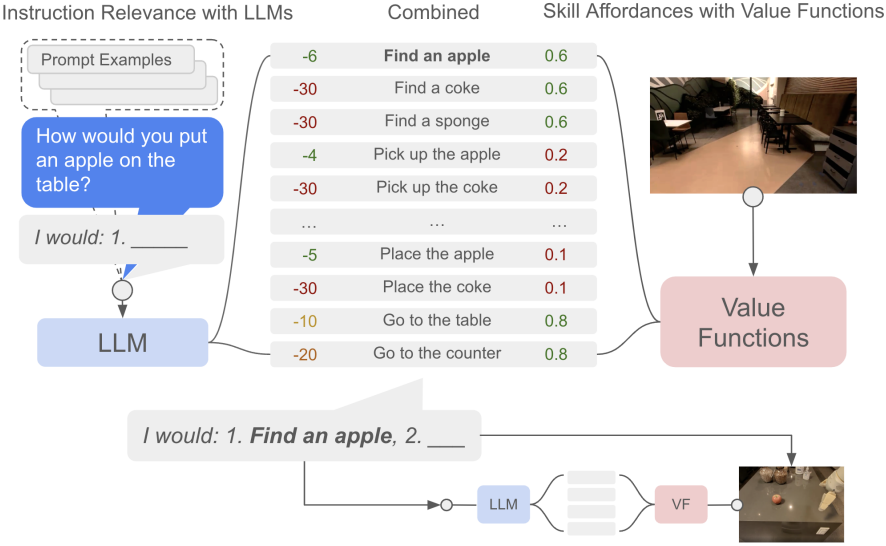 Instruction Relevance with LLMs
Combined
Skill Affordances with Value Functions
Prompt Examples
How would you put
an apple on the
table?
I would: 1. _____
LLM
-6 Find an apple 0.6
-30 Find a coke 0.6
-30 Find a sponge 0.6
-4 Pick up the apple 0.2
-30 Pick up the coke 0.2
... ... ...
-5 Place the apple 0.1
-30 Place the coke 0.1
-10 Go to the table 0.8
-20 Go to the counter 0.8
Value
Functions
I would: 1. Find an apple, 2. ___
LLM
VF